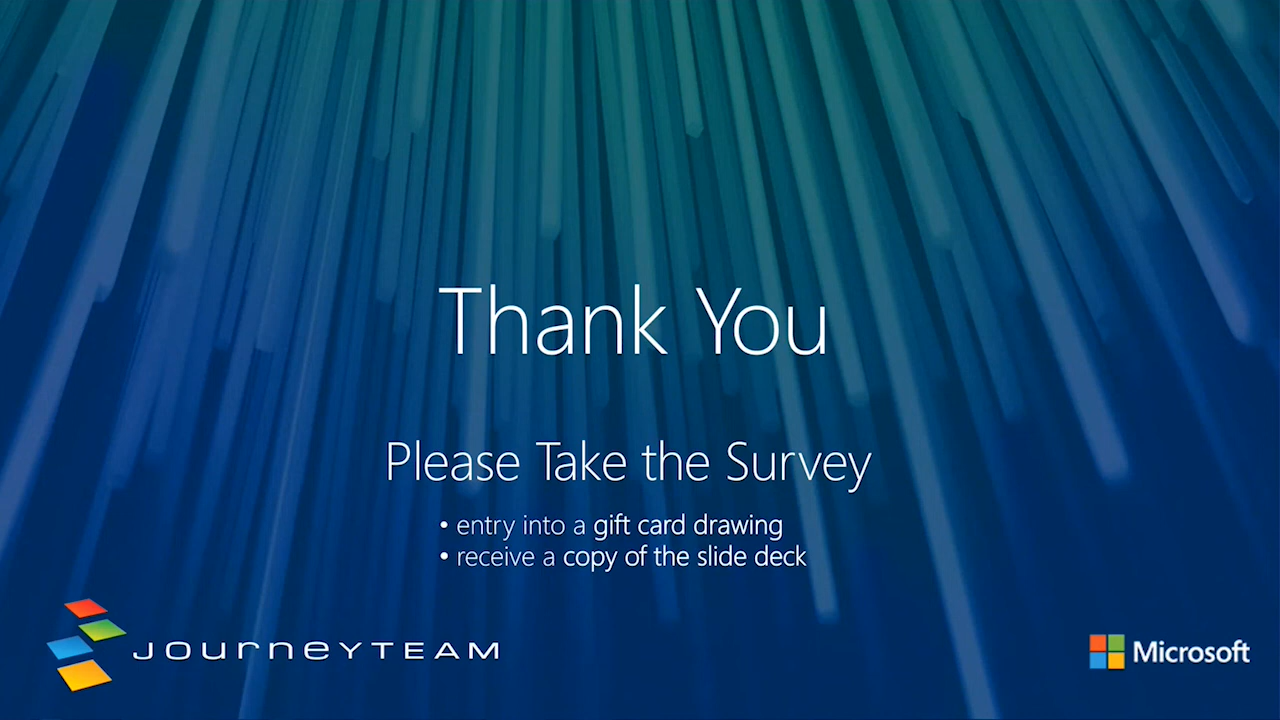 Thank You
Please Take the Survey
• entry into a gift card drawing
• receive a copy of the slide deck
JOURNEYTEAM
Microsoft